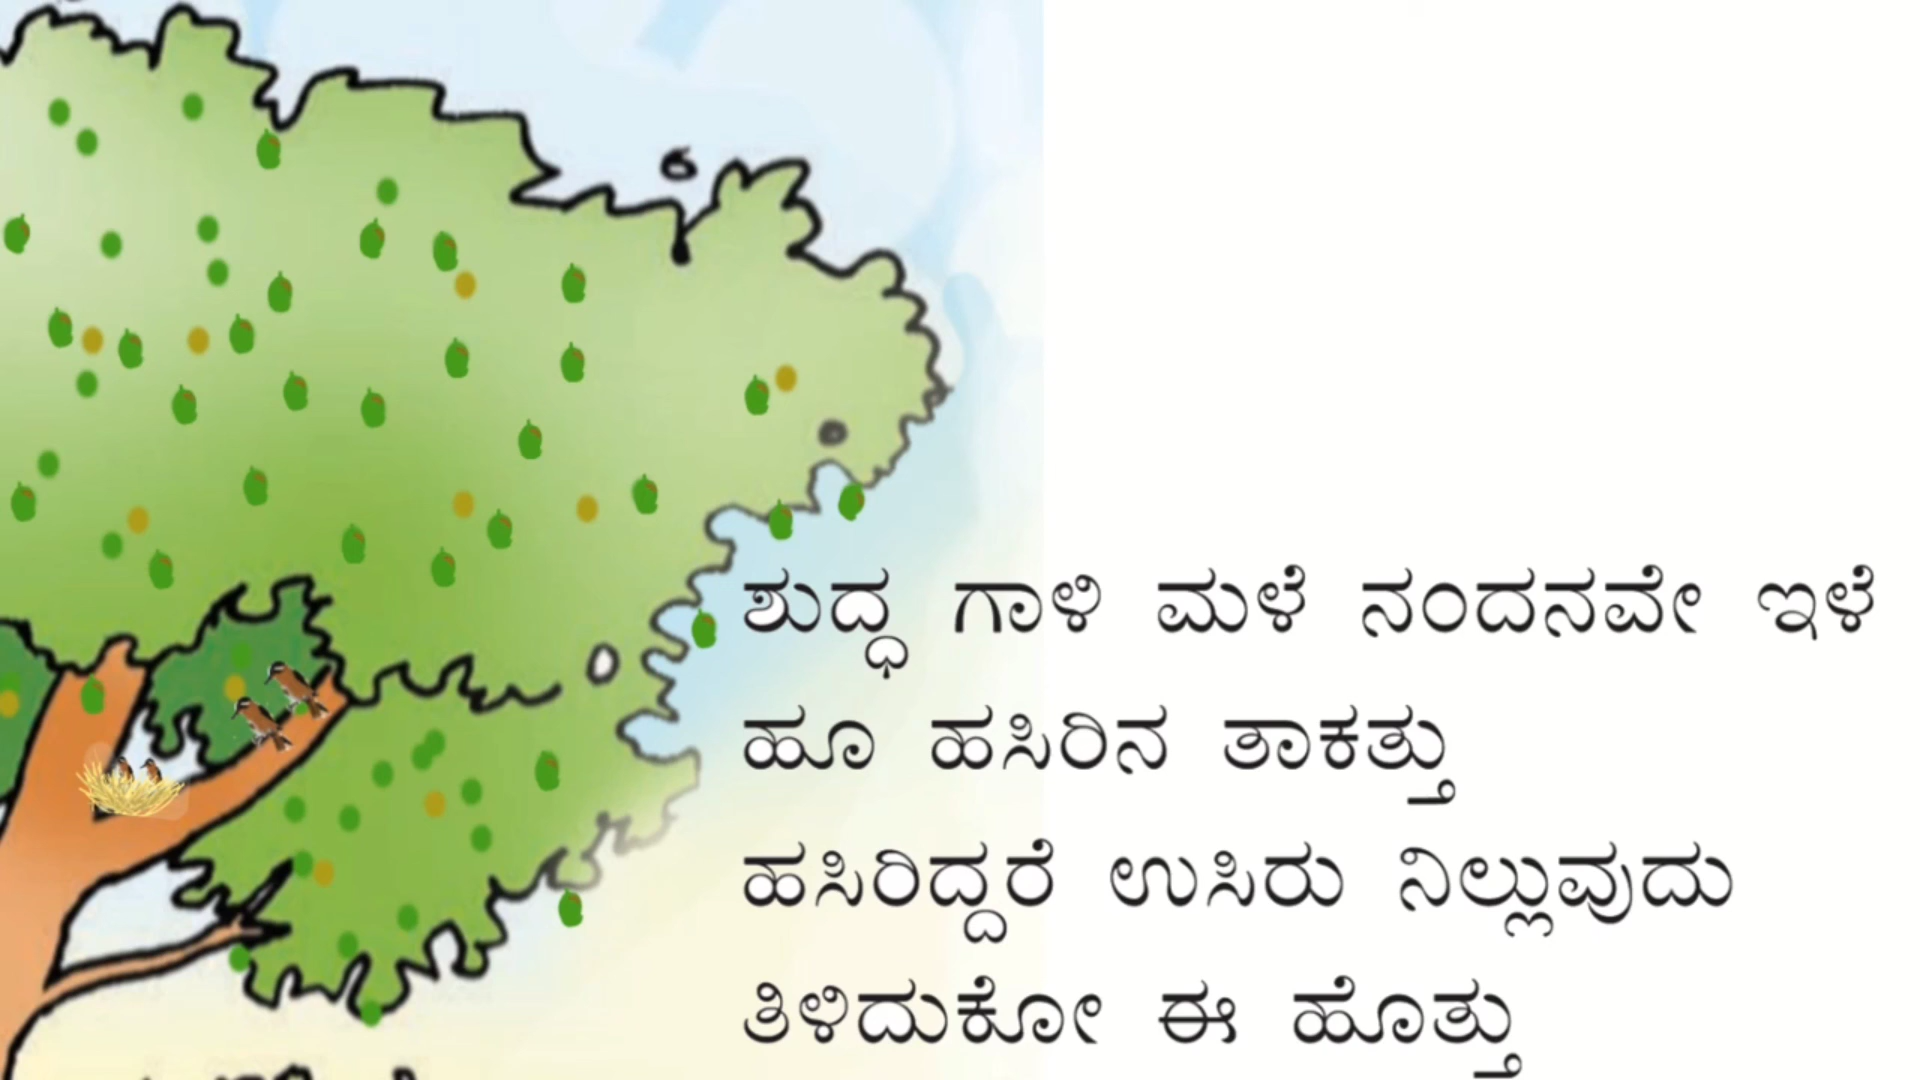 ಶುದ್ಧ ಗಾಳಿ ಮಳೆ ನಂದನವೇ ಇಳೆ
ಹೂ ಹಸಿರಿನ ತಾಕತ್ತು
ಹಸಿರಿದ್ದರೆ ಉಸಿರು ನಿಲ್ಲುವುದು
ತಿಳಿದುಕೋ ಈ ಹೊತ್ತು